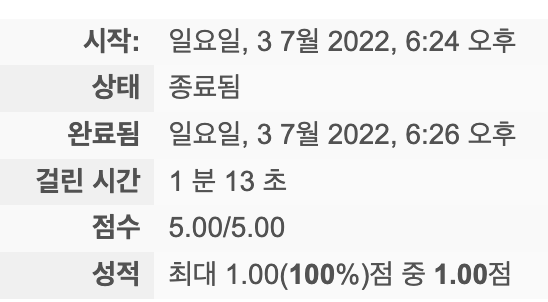 시작: 일요일, 3 7월 2022, 6:24 오후
상태 종료됨
완료됨 일요일, 3 7월 2022, 6:26 오후
걸린 시간 1 분 13 초
점수 5.00/5.00
성적 최대 1.00(100%)점 중 1.00점